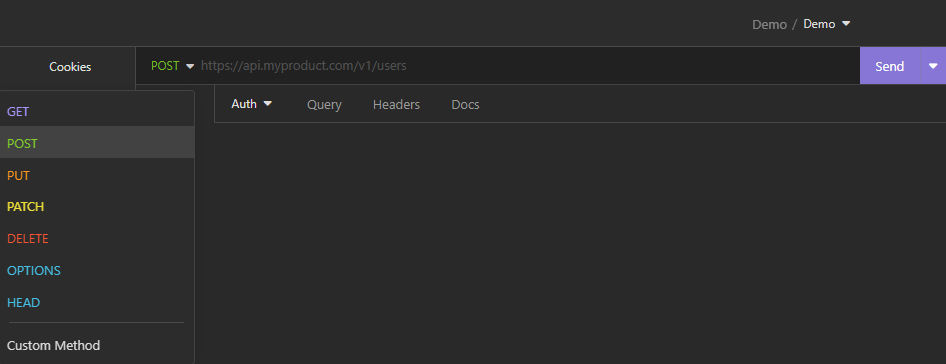 Demo / Demo
Cookies
POST https://api.myproduct.com/v1/users
Send
Auth Query Headers Docs
GET
POST
PUT
PATCH
DELETE
OPTIONS
HEAD
Custom Method